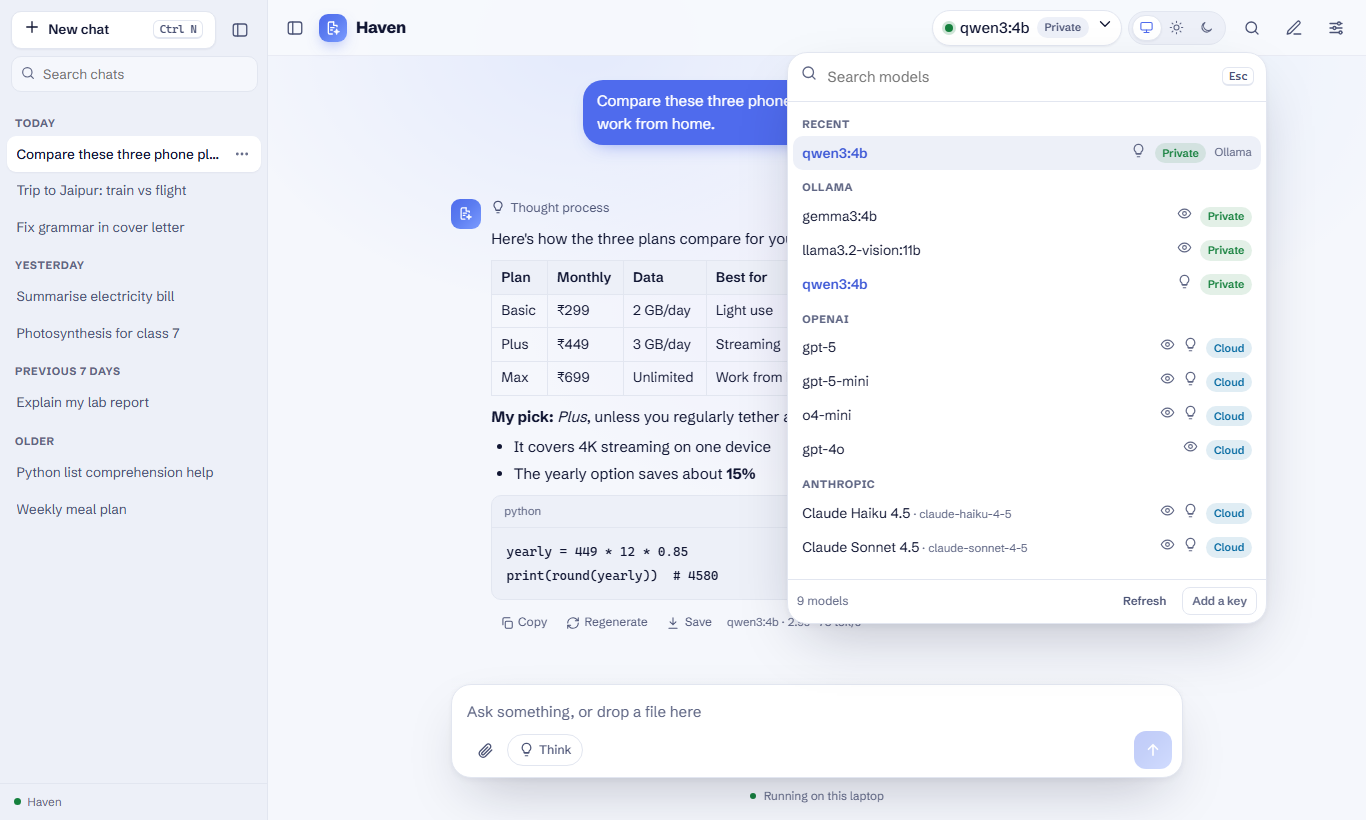 New chat
Ctrl N
Search chats
TODAY
Compare these three phone pl...
Trip to Jaipur: train vs flight
Fix grammar in cover letter
YESTERDAY
Summarise electricity bill
Photosynthesis for class 7
PREVIOUS 7 DAYS
Explain my lab report
OLDER
Python list comprehension help
Weekly meal plan
Haven
Haven
qwen3:4b Private
Compare these three phone
work from home.
Thought process
Here's how the three plans compare for you
Plan Monthly Data Best for
Basic ₹299 2 GB/day Light use
Plus ₹449 3 GB/day Streaming
Max ₹699 Unlimited Work from
My pick: Plus, unless you regularly tether
It covers 4K streaming on one device
The yearly option saves about 15%
python
yearly = 449 * 12 * 0.85
print(round(yearly)) # 4580
Copy Regenerate Save qwen3:4b
Search models Esc
RECENT
qwen3:4b Private Ollama
OLLAMA
gemma3:4b Private
llama3.2-vision:11b Private
qwen3:4b Private
OPENAI
gpt-5 Cloud
gpt-5-mini Cloud
o4-mini Cloud
gpt-4o Cloud
ANTHROPIC
Claude Haiku 4.5 · claude-haiku-4-5 Cloud
Claude Sonnet 4.5 · claude-sonnet-4-5 Cloud
9 models Refresh Add a key
Ask something, or drop a file here
Think
Running on this laptop